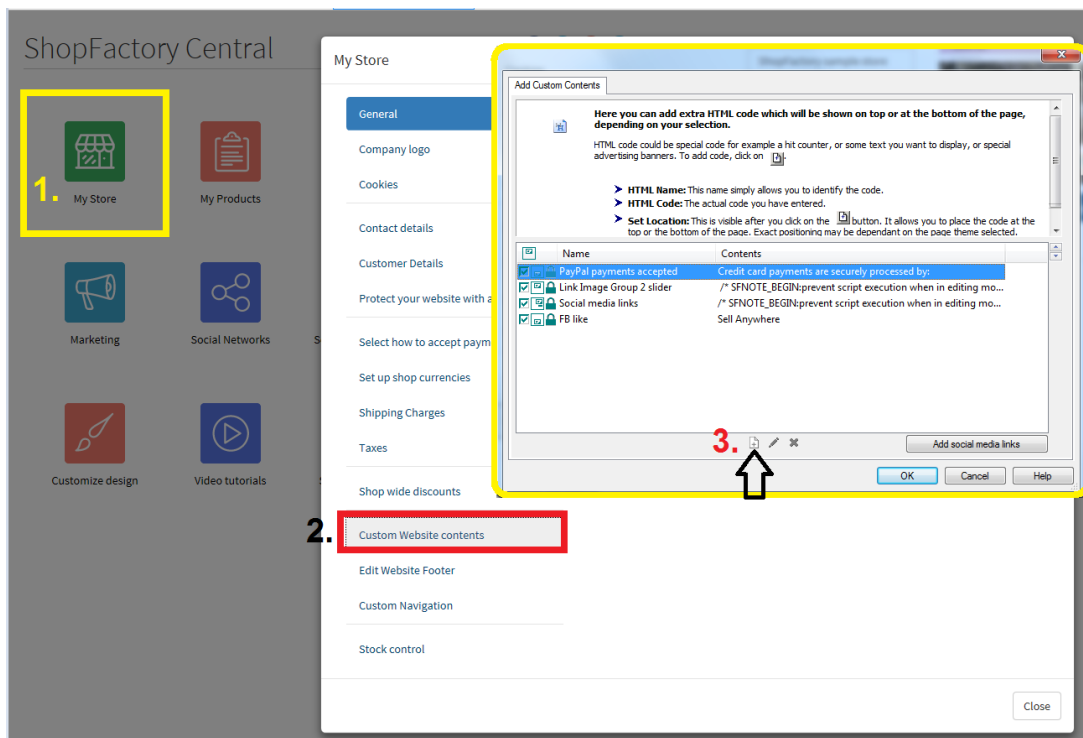 ShopFactory Central
1.
My Store
My Products
Marketing
Social Networks
S
Customize design
Video tutorials
My Store
General
Company logo
Cookies
Contact details
Customer Details
Protect your website with a
Select how to accept paym
Set up shop currencies
Shipping Charges
Taxes
Shop wide discounts
2.
Custom Website contents
Edit Website Footer
Custom Navigation
Stock control
Close
ShopFactory sample store
Add Custom Contents
Here you can add extra HTML code which will be shown on top or at the bottom of the page,
depending on your selection.
HTML code could be special code for example a hit counter, or some text you want to display, or special
advertising banners. To add code, click on .
HTML Name: This name simply allows you to identify the code.
HTML Code: The actual code you have entered.
Set Location: This is visible after you click on the button. It allows you to place the code at the
top or the bottom of the page. Exact positioning may be dependant on the page theme selected.
Name Contents
PayPal payments accepted Credit card payments are securely processed by:
Link Image Group 2 slider /* SFNOTE_BEGIN:prevent script execution when in editing mo...
Social media links /* SFNOTE_BEGIN:prevent script execution when in editing mo...
FB like Sell Anywhere
3.
Add social media links
OK Cancel Help